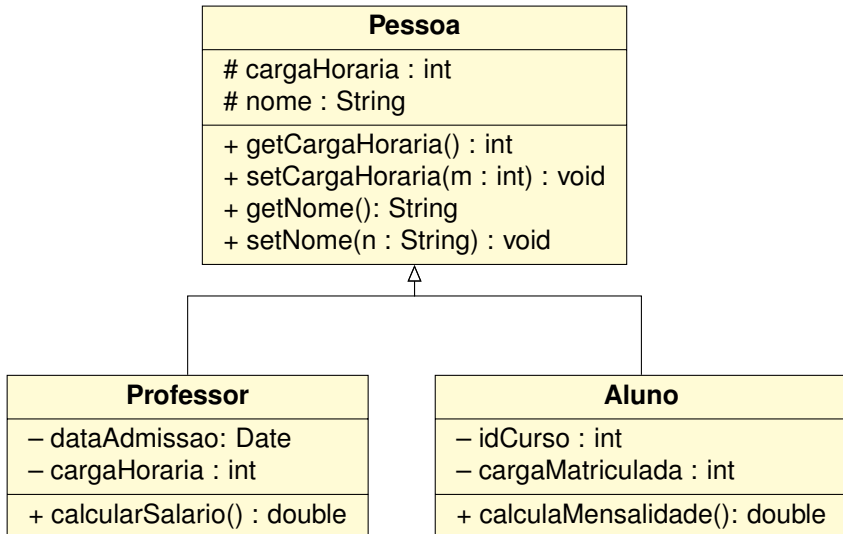 Pessoa
# cargaHoraria : int
# nome : String
+ getCargaHoraria() : int
+ setCargaHoraria(m : int) : void
+ getNome(): String
+ setNome(n : String) : void
Professor
– dataAdmissao: Date
– cargaHoraria : int
+ calcularSalario() : double
Aluno
– idCurso : int
– cargaMatriculada : int
+ calculaMensalidade(): double